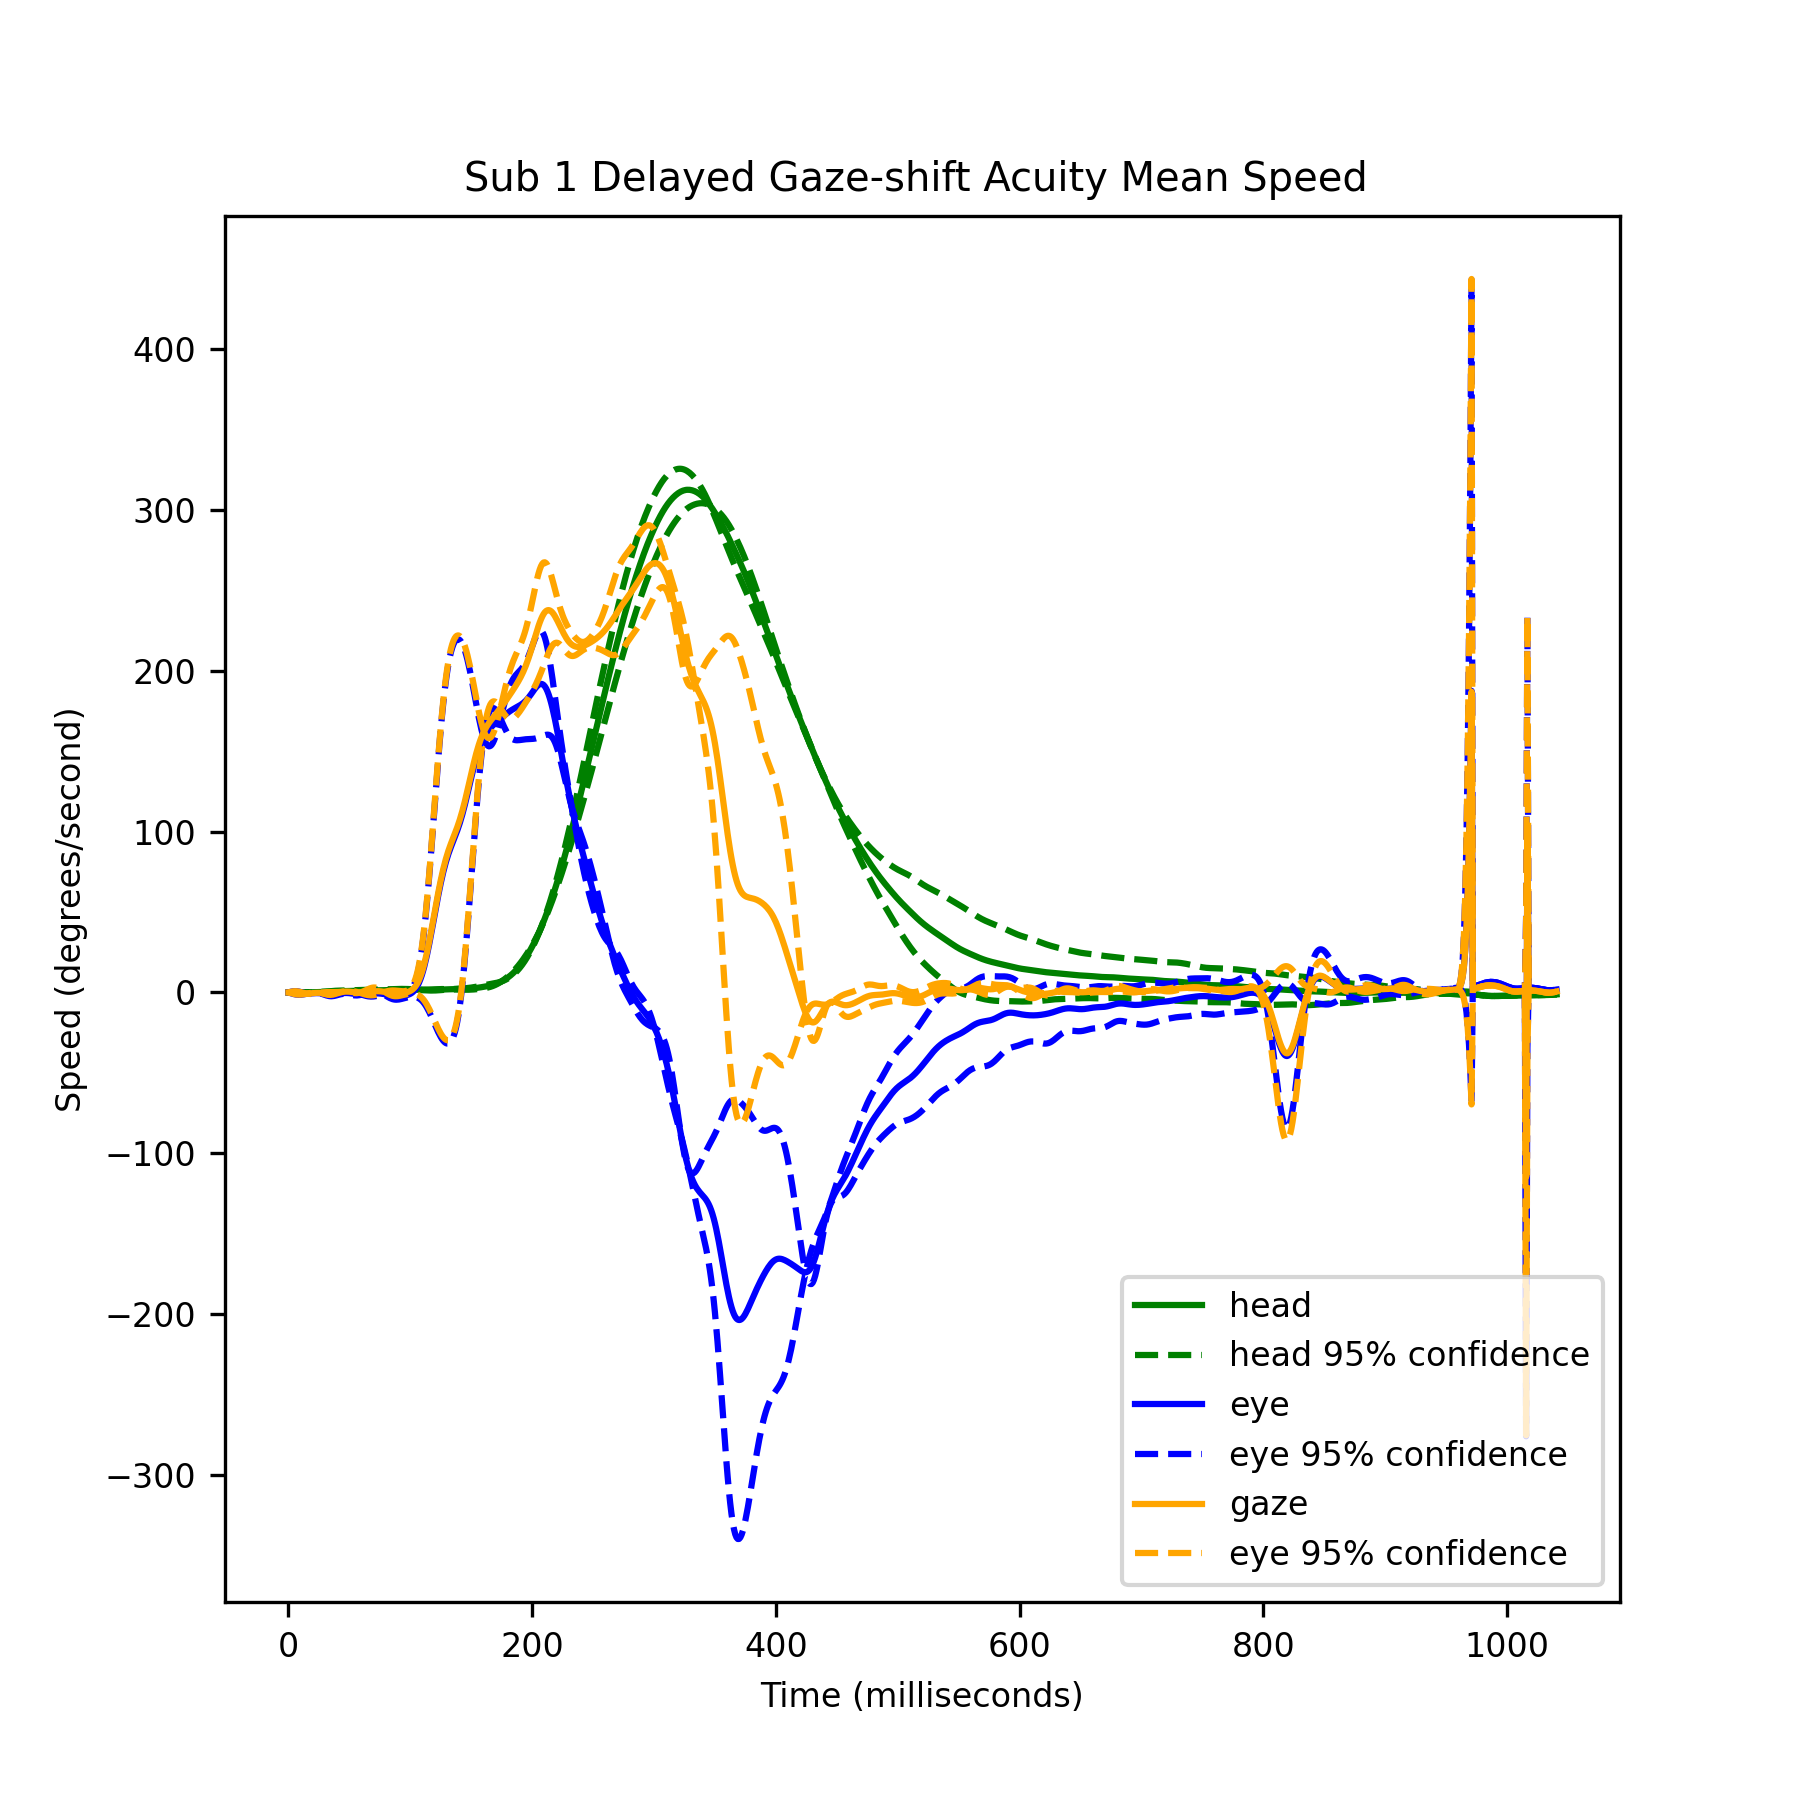 Sub 1 Delayed Gaze-shift Acuity Mean Speed
Speed (degrees/second)
400
300
200
100
0
−100
−200
−300
head
head 95% confidence
eye
eye 95% confidence
gaze
eye 95% confidence
0 200 400 600 800 1000
Time (milliseconds)